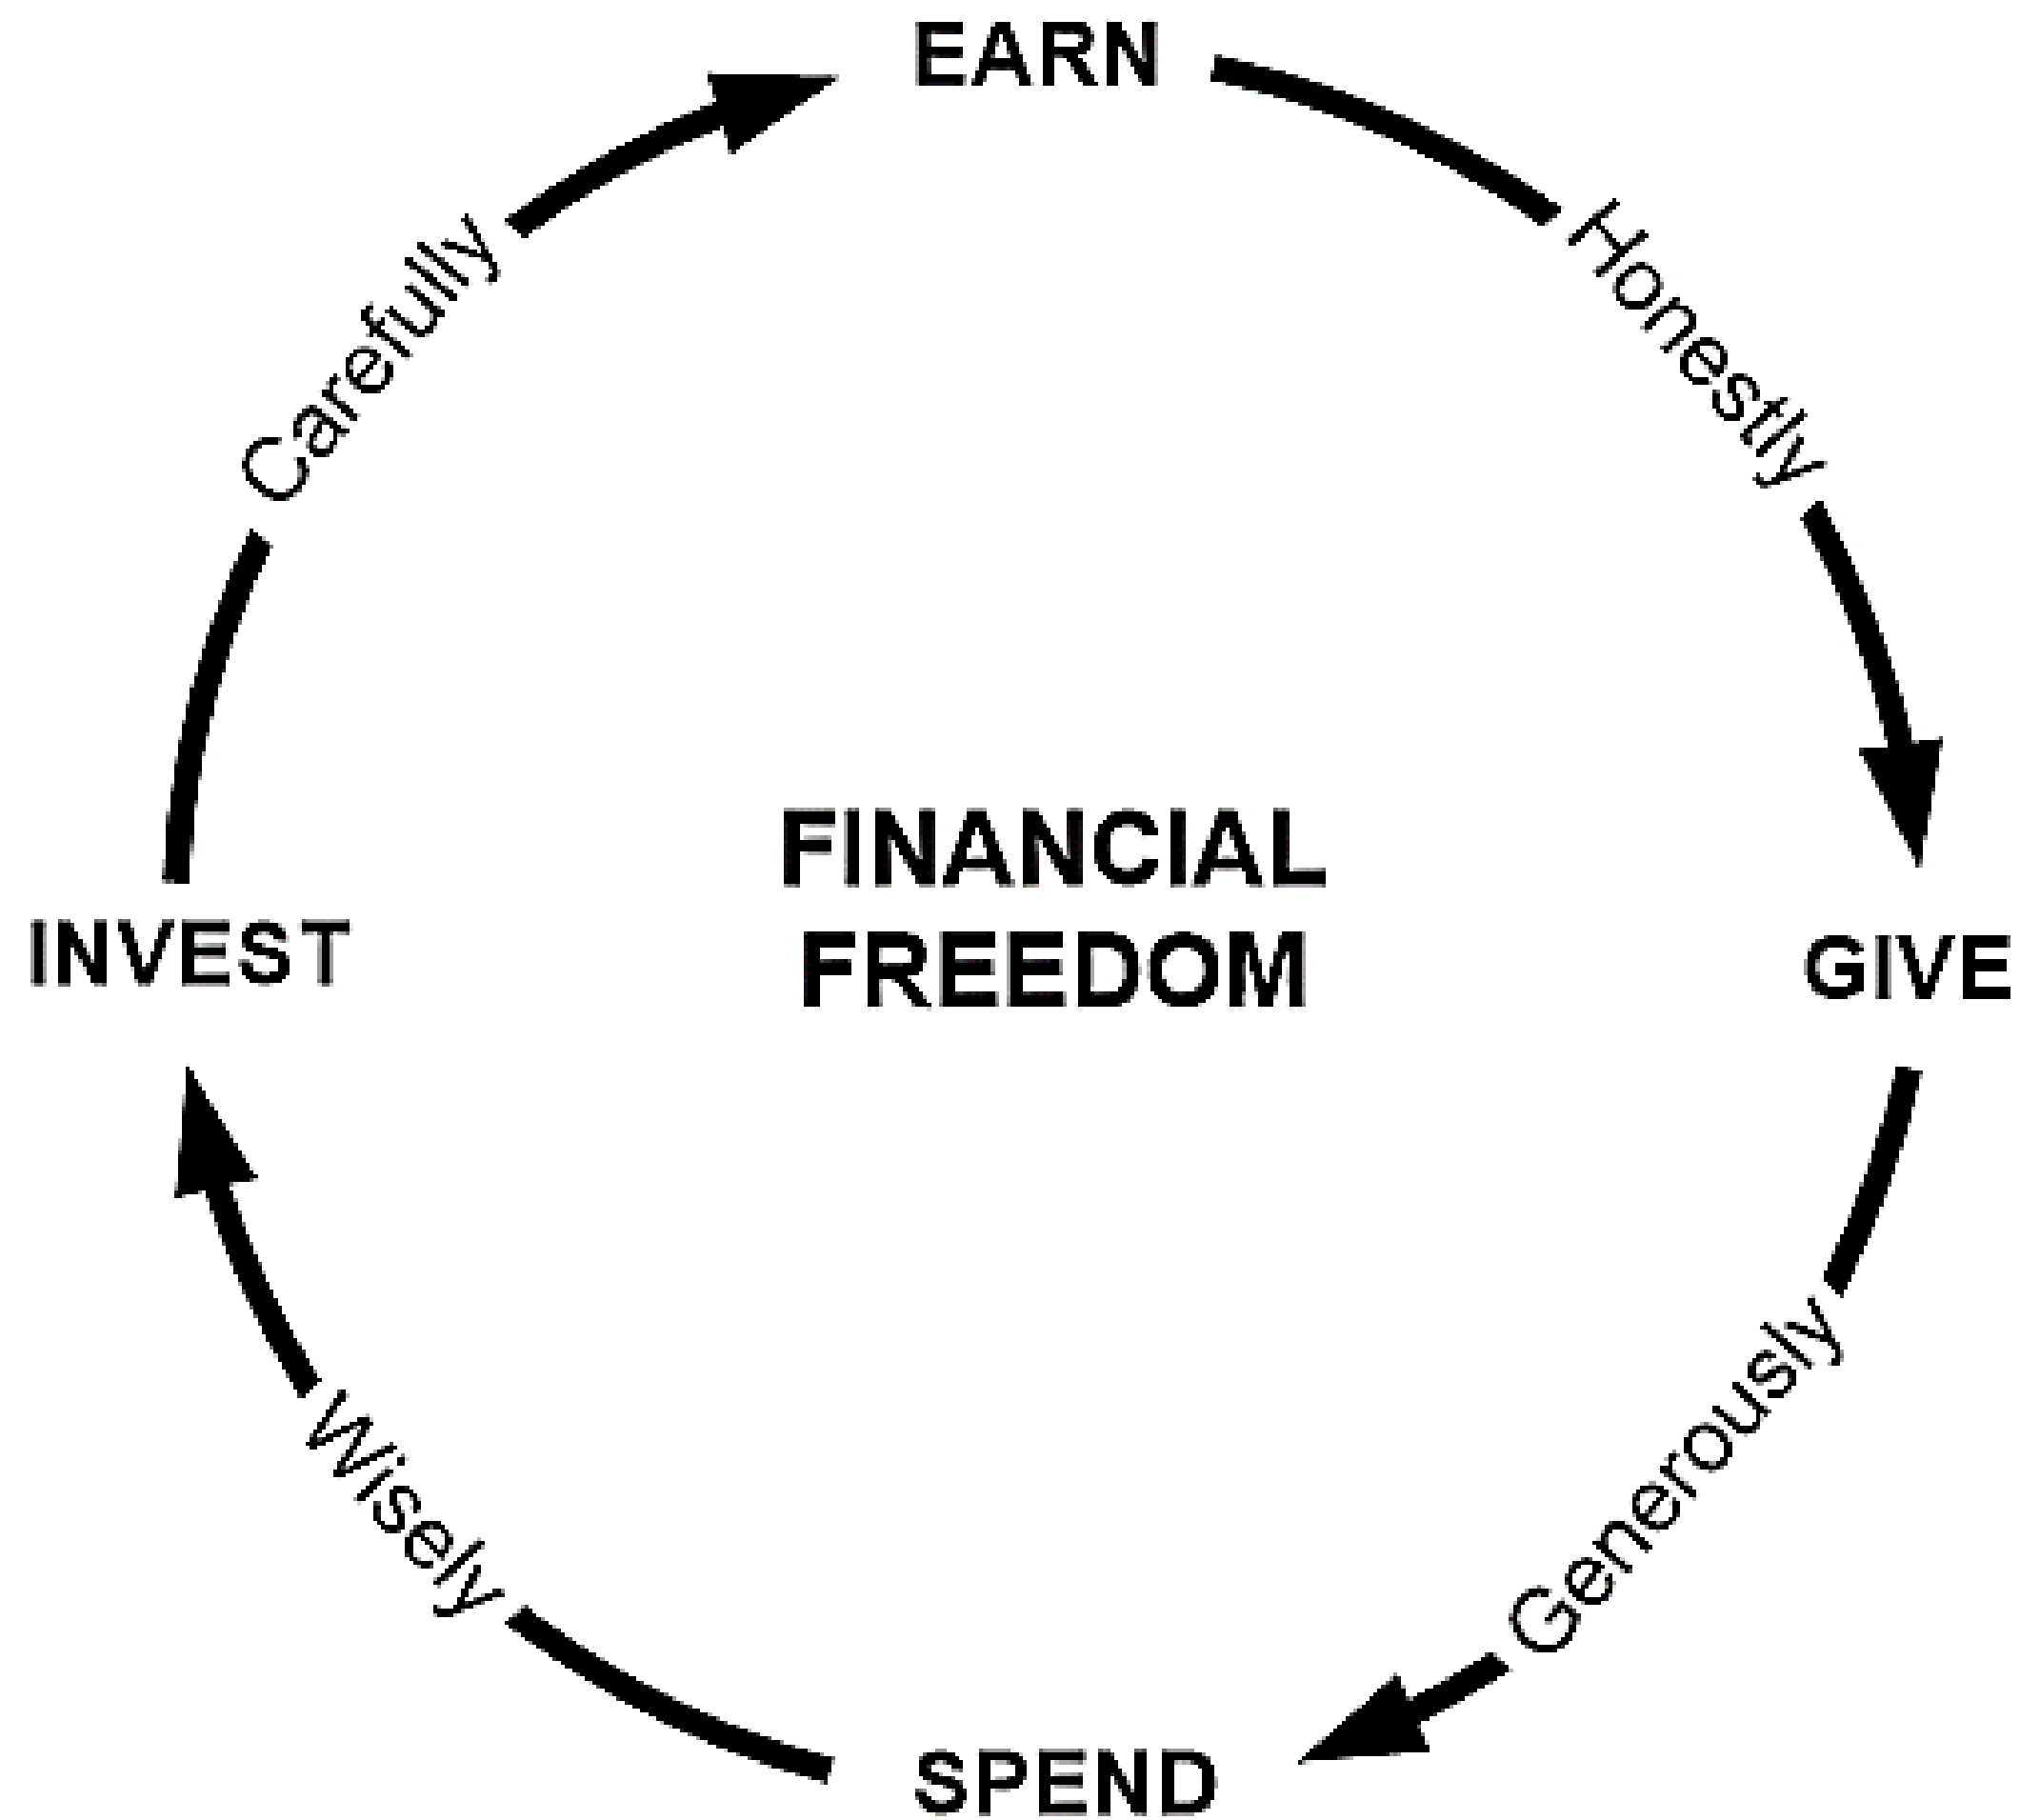 EARN
Honestly
GIVE
Generously
SPEND
Wisely
INVEST
Carefully
FINANCIAL
FREEDOM